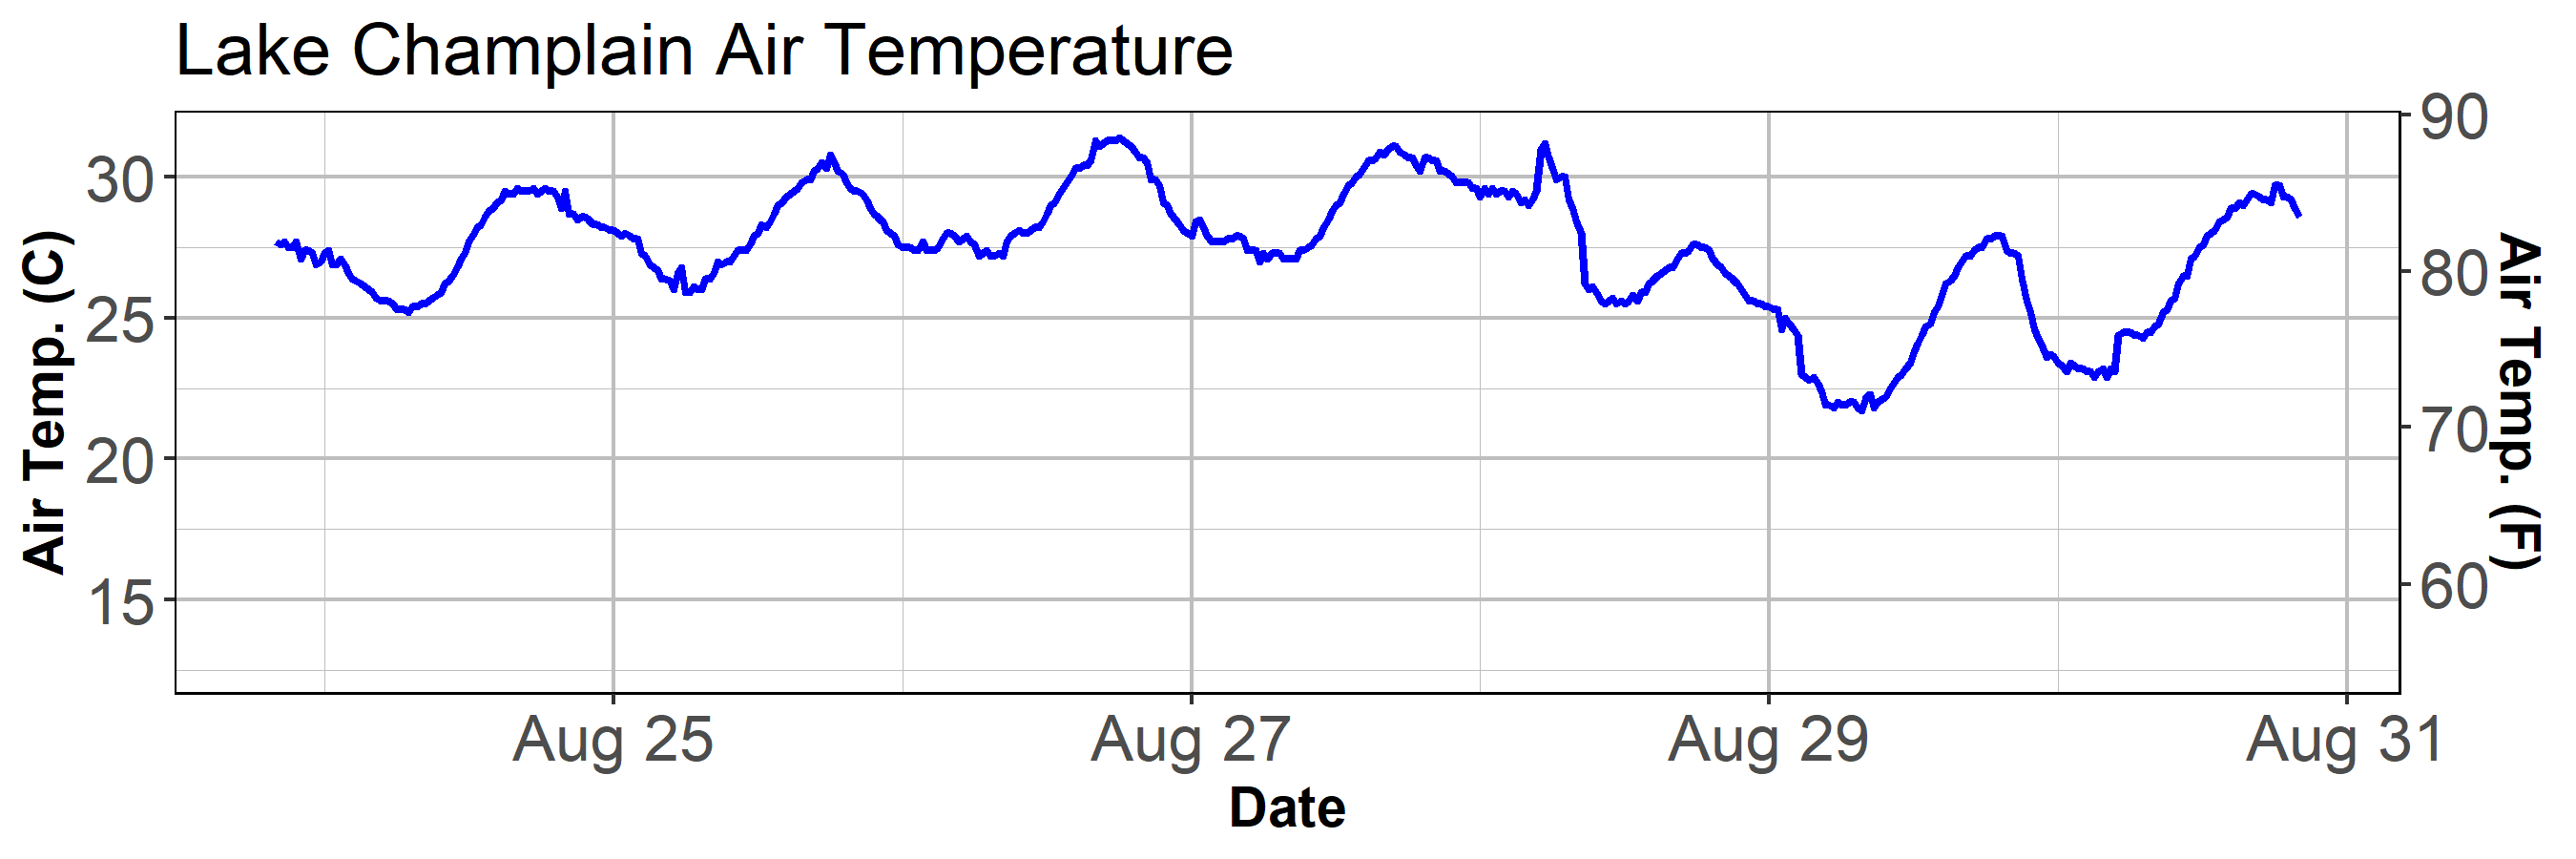 Lake Champlain Air Temperature
Air Temp. (C)
30
25
20
15
90
80
70
60
Air Temp. (F)
Aug 25
Aug 27
Aug 29
Aug 31
Date